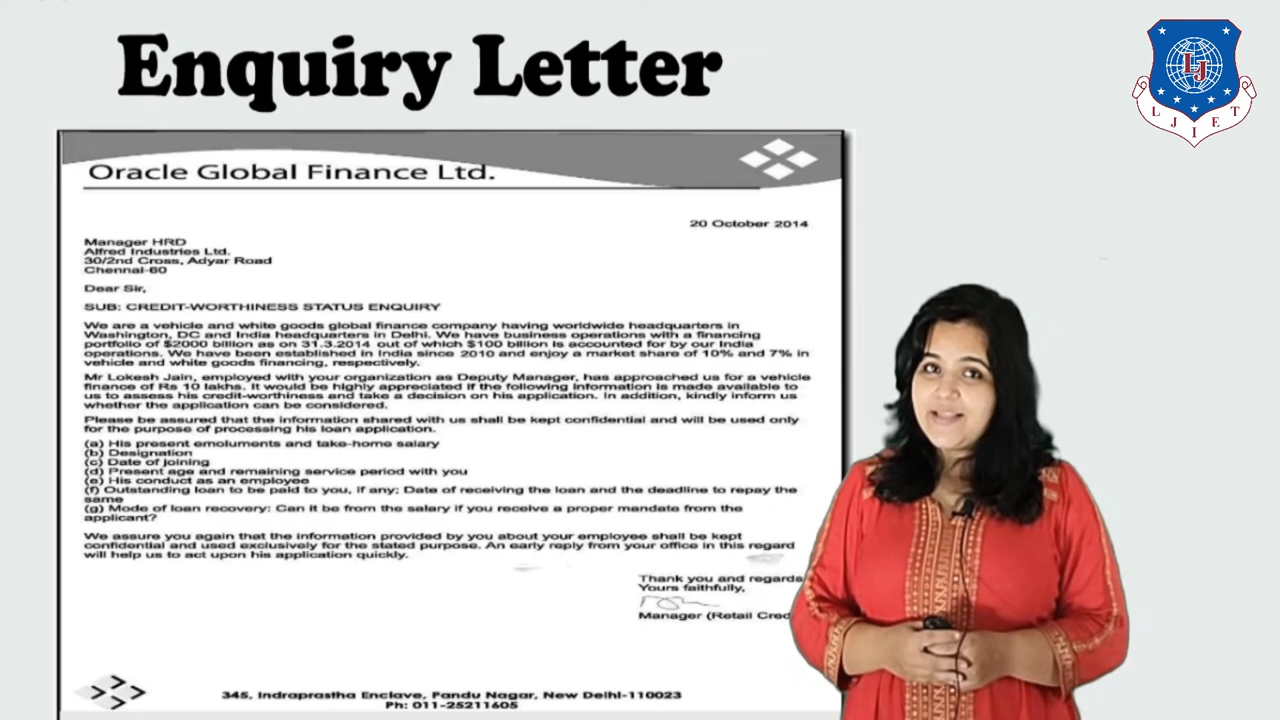 Enquiry Letter
LJ
LJIET
Oracle Global Finance Ltd.
20 October 2014
Manager HRD
Alfred Industries Ltd.
30/2nd Cross, Adyar Road
Chennal-60
Dear Sir,
SUB: CREDIT-WORTHINESS STATUS ENQUIRY
We are a vehicle and white goods global finance company having worldwide headquarters in
Washington, DC and India headquarters in Delhi. We have business operations with a financing
portfolio of $2000 billion as on 31.3.2014 out of which $100 billion is accounted for by our India
operations. We have been established in India since 2010 and enjoy a market share of 10% and 7% in
vehicle and white goods financing, respectively.
Mr Lokesh Jain, employed with your organization as Deputy Manager, has approached us for a vehicle
finance of Rs 10 lakhs. It would be highly appreciated if the following information is made available to
us to assess his credit-worthiness and take a decision on his application. In addition, kindly inform us
whether the application can be considered.
Please be assured that the information shared with us shall be kept confidential and will be used only
for the purpose of processing his loan application.
(a) His present emoluments and take-home salary
(b) Designation
(c) Date of joining
(d) Present age and remaining service period with you
(e) His conduct as an employee
(f) Outstanding loan to be paid to you, if any; Date of receiving the loan and the deadline to repay the
same
(g) Mode of loan recovery: Can it be from the salary if you receive a proper mandate from the
applicant?
We assure you again that the information provided by you about your employee shall be kept
confidential and used exclusively for the stated purpose. An early reply from your office in this regard
will help us to act upon his application quickly.
Thank you and regards
Yours faithfully,
Manager (Retail Cred
345, Indraprastha Enclave, Pandu Nagar, New Delhi-110023
Ph: 011-25211605